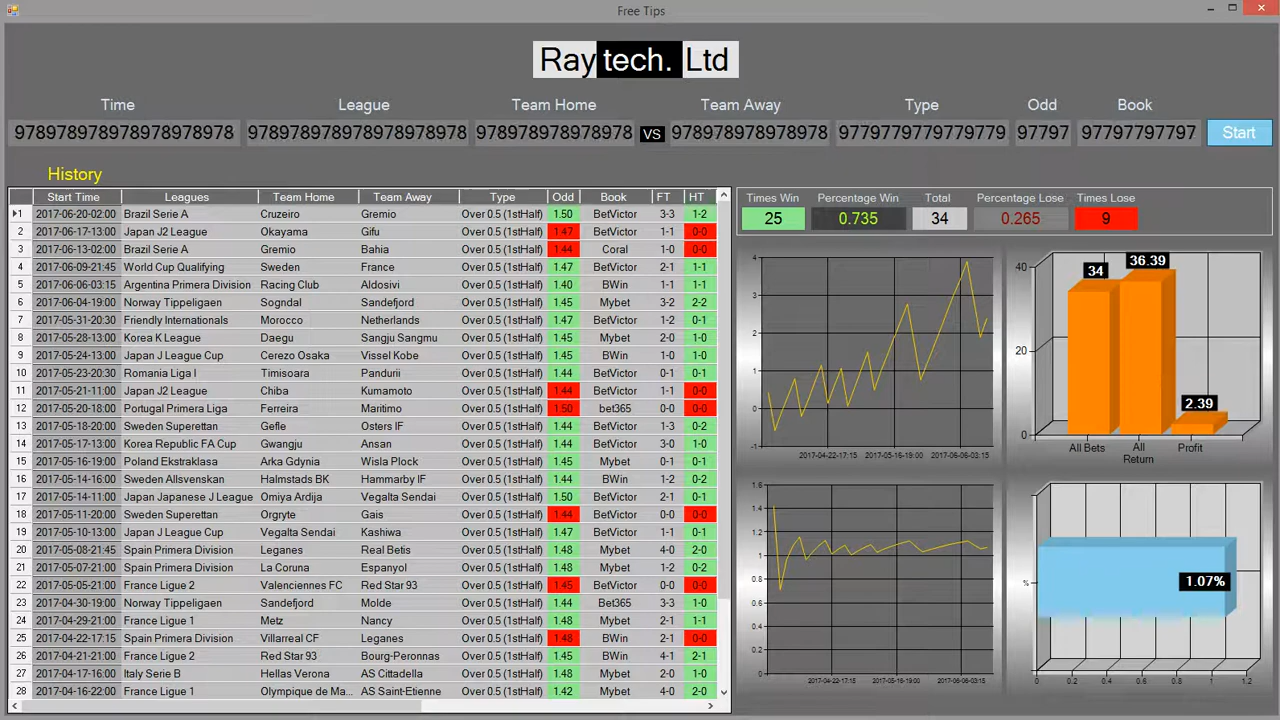 Free Tips
Ray tech. Ltd
Time League Team Home Team Away Type Odd Book
978978978978978978978 978978978978978978978 978978978978978 VS 978978978978978 9779779779779779 97797 97797797797 Start
History
Start Time Leagues Team Home Team Away Type Odd Book FT HT
1 2017-06-20-02:00 Brazil Serie A Cruzeiro Gremio Over 0.5 (1stHalf) 1.50 BetVictor 3-3 1-2
2 2017-06-17-13:00 Japan J2 League Okayama Gifu Over 0.5 (1stHalf) 1.47 BetVictor 1-1 0-0
3 2017-06-13-02:00 Brazil Serie A Gremio Bahia Over 0.5 (1stHalf) 1.44 Coral 1-0 0-0
4 2017-06-09-21:45 World Cup Qualifying Sweden France Over 0.5 (1stHalf) 1.47 BetVictor 2-1 1-1
5 2017-06-06-03:15 Argentina Primera Division Racing Club Aldosivi Over 0.5 (1stHalf) 1.40 BWin 1-1 1-1
6 2017-06-04-19:00 Norway Tippeligaen Sogndal Sandefjord Over 0.5 (1stHalf) 1.45 Mybet 3-2 2-2
7 2017-05-31-20:30 Friendly Internationals Morocco Netherlands Over 0.5 (1stHalf) 1.47 BetVictor 1-2 0-1
8 2017-05-28-13:00 Korea K League Daegu Sangju Sangmu Over 0.5 (1stHalf) 1.45 Mybet 2-0 1-0
9 2017-05-24-13:00 Japan J League Cup Cerezo Osaka Vissel Kobe Over 0.5 (1stHalf) 1.45 BWin 1-0 1-0
10 2017-05-23-20:30 Romania Liga I Timisoara Pandurii Over 0.5 (1stHalf) 1.44 Mybet 0-1 0-1
11 2017-05-21-11:00 Japan J2 League Chiba Kumamoto Over 0.5 (1stHalf) 1.44 Mybet 1-1 0-0
12 2017-05-20-18:00 Portugal Primera Liga Ferreira Maritimo Over 0.5 (1stHalf) 1.50 bet365 0-0 0-0
13 2017-05-18-20:00 Sweden Superettan Gefle Osters IF Over 0.5 (1stHalf) 1.44 BetVictor 1-3 0-2
14 2017-05-17-13:00 Korea Republic FA Cup Gwangju Ansan Over 0.5 (1stHalf) 1.44 Mybet 3-0 1-0
15 2017-05-16-19:00 Poland Ekstraklasa Arka Gdynia Wisla Plock Over 0.5 (1stHalf) 1.45 Mybet 1-1 0-1
16 2017-05-14-16:00 Sweden Allsvenskan Halmstads BK Hammarby IF Over 0.5 (1stHalf) 1.44 BWin 1-2 0-2
17 2017-05-14-11:00 Japan Japanese J League Omiya Ardija Vegalta Sendai Over 0.5 (1stHalf) 1.50 BetVictor 2-1 0-1
18 2017-05-11-20:00 Sweden Superettan Orgryte Gais Over 0.5 (1stHalf) 1.44 BetVictor 0-0 0-0
19 2017-05-10-13:00 Japan J League Cup Vegalta Sendai Kashiwa Over 0.5 (1stHalf) 1.47 BetVictor 1-1 0-1
20 2017-05-08-21:45 Spain Primera Division Leganes Real Betis Over 0.5 (1stHalf) 1.48 Mybet 4-0 2-0
21 2017-05-07-21:00 Spain Primera Division La Coruna Espanyol Over 0.5 (1stHalf) 1.48 Mybet 1-2 0-2
22 2017-05-05-21:00 France Ligue 2 Valenciennes FC Red Star 93 Over 0.5 (1stHalf) 1.45 BetVictor 0-0 0-0
23 2017-04-30-19:00 Norway Tippeligaen Sandefjord Molde Over 0.5 (1stHalf) 1.44 Bet365 3-3 1-0
24 2017-04-29-21:00 France Ligue 1 Metz Nancy Over 0.5 (1stHalf) 1.44 Mybet 2-1 1-1
25 2017-04-22-17:15 Spain Primera Division Villarreal CF Leganes Over 0.5 (1stHalf) 1.48 BWin 2-1 0-0
26 2017-04-21-21:00 France Ligue 2 Red Star 93 Bourg-Peronnas Over 0.5 (1stHalf) 1.45 BWin 4-1 2-1
27 2017-04-17-16:00 Italy Serie B Hellas Verona AS Cittadella Over 0.5 (1stHalf) 1.48 Mybet 2-0 1-0
28 2017-04-16-22:00 France Ligue 1 Olympique de Ma... AS Saint-Etienne Over 0.5 (1stHalf) 1.42 Mybet 4-0 2-0
Times Win Percentage Win Total Percentage Lose Times Lose
25 0.735 34 0.265 9
4
3
2
1
0
-1
2017-04-22-17:15 2017-05-16-19:00 2017-06-06-03:15
40
20
0
34 36.39 2.39
All Bets All Return Profit
1.6
1.4
1.2
1
0.8
0.6
0.4
0.2
0
2017-04-22-17:15 2017-05-16-19:00 2017-06-06-03:15
%
1.07%
0 0.2 0.4 0.6 0.8 1 1.2